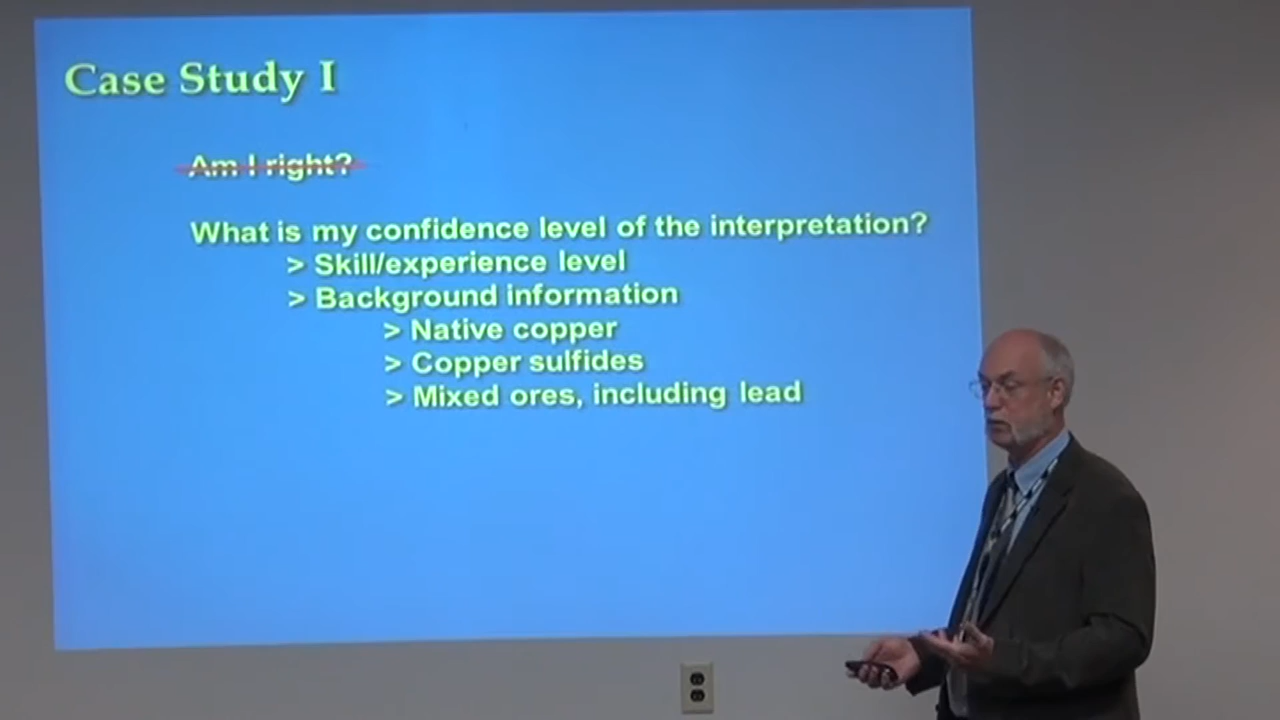 Case Study I
Am I right?
What is my confidence level of the interpretation?
> Skill/experience level
> Background information
> Native copper
> Copper sulfides
> Mixed ores, including lead